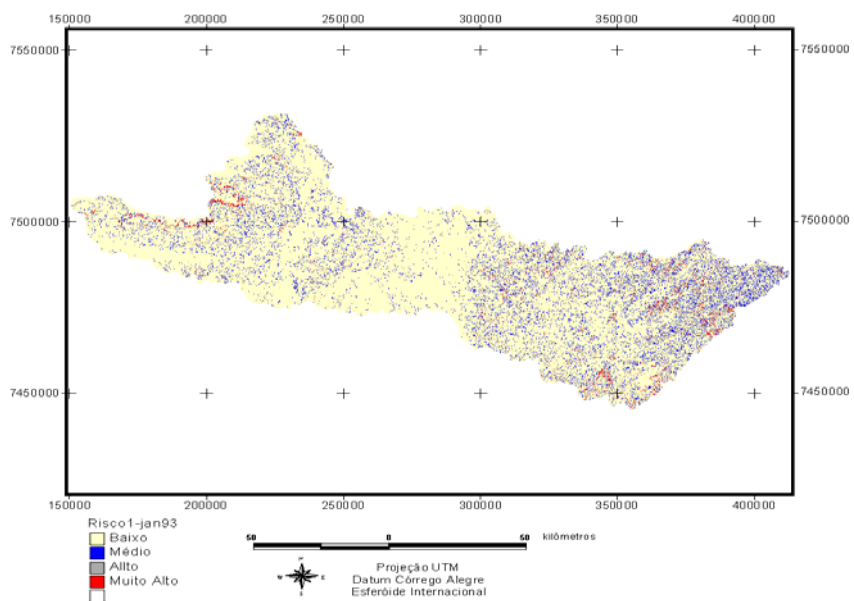 150000 200000 250000 300000 350000 400000
7550000 7550000
7500000 7500000
7450000 7450000
150000 200000 250000 300000 350000 400000
Risco1-jan93
Baixo
Médio
Allto
Muito Alto
50 0 50 kilômetros
N
W E
S
Projeção UTM
Datum Córrego Alegre
Esferóide Internacional